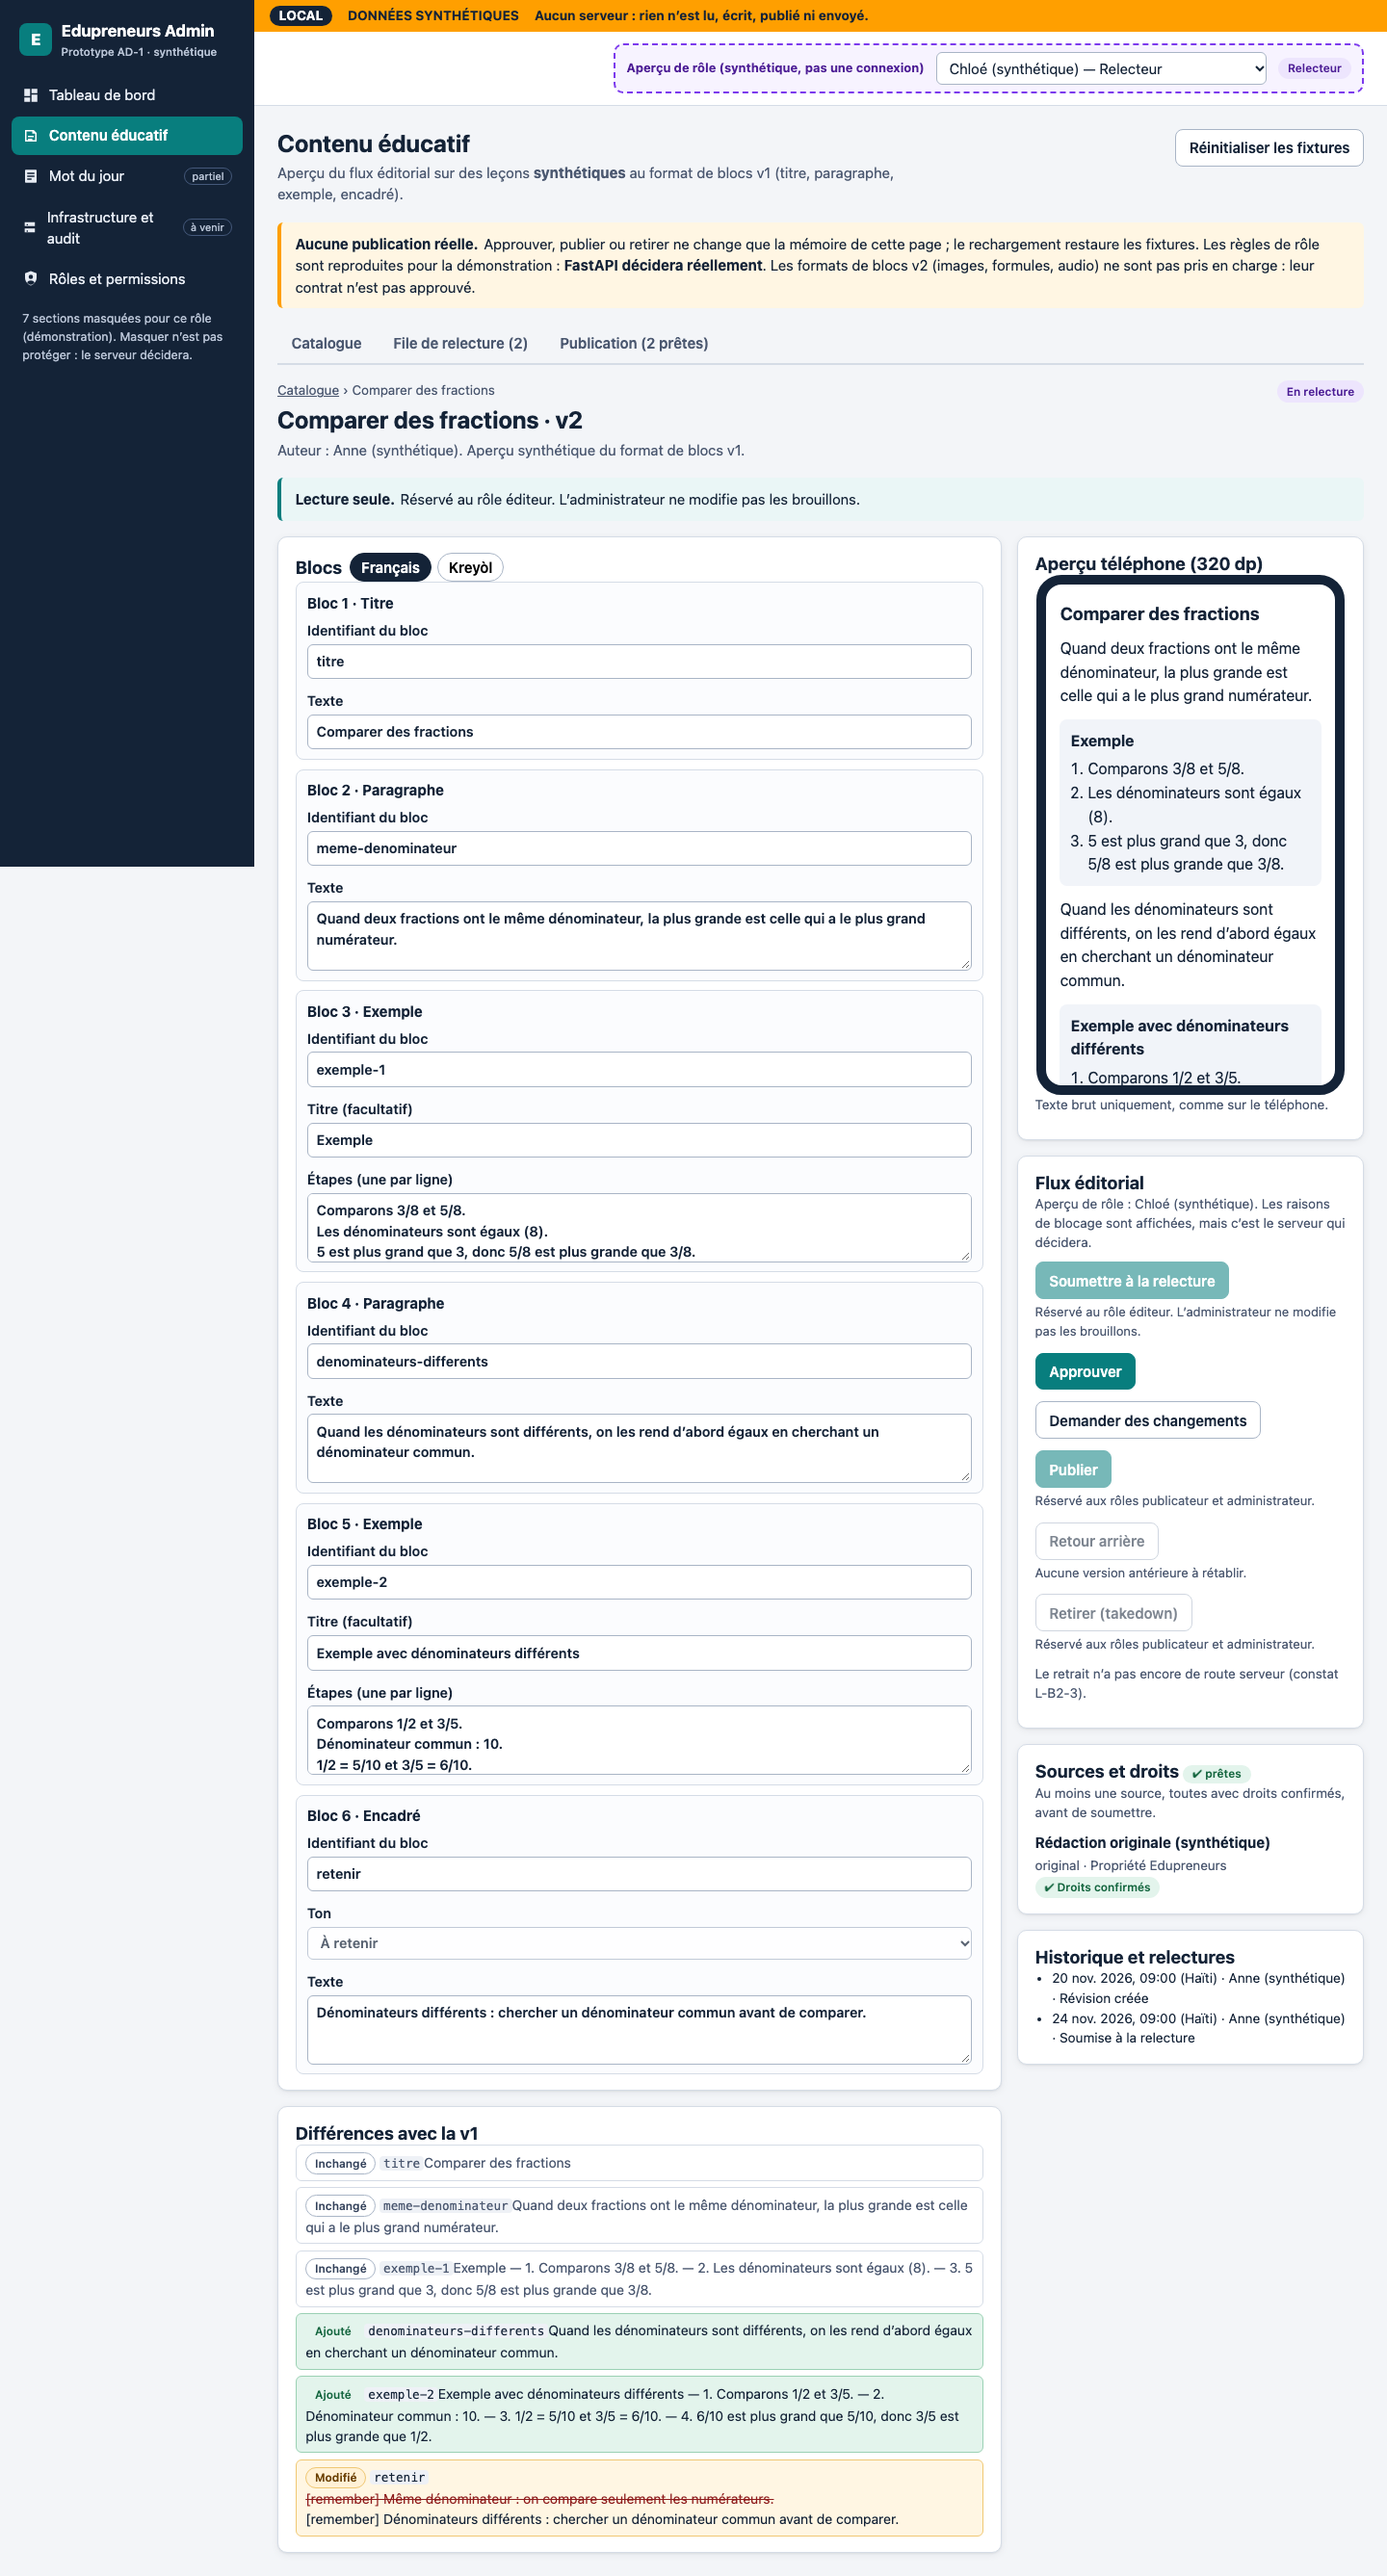 E
Edupreneurs Admin
Prototype AD-1 · synthétique
Tableau de bord
Contenu éducatif
Mot du jour
partiel
Infrastructure et
audit
à venir
Rôles et permissions
7 sections masquées pour ce rôle
(démonstration). Masquer n’est pas
protéger : le serveur décidera.
LOCAL DONNÉES SYNTHÉTIQUES Aucun serveur : rien n’est lu, écrit, publié ni envoyé.
Aperçu de rôle (synthétique, pas une connexion) Chloé (synthétique) — Relecteur Relecteur
Contenu éducatif
Réinitialiser les fixtures
Aperçu du flux éditorial sur des leçons synthétiques au format de blocs v1 (titre, paragraphe,
exemple, encadré).
Aucune publication réelle. Approuver, publier ou retirer ne change que la mémoire de cette page ; le rechargement restaure les fixtures. Les règles de rôle
sont reproduites pour la démonstration : FastAPI décidera réellement. Les formats de blocs v2 (images, formules, audio) ne sont pas pris en charge : leur
contrat n’est pas approuvé.
Catalogue File de relecture (2) Publication (2 prêtes)
Catalogue › Comparer des fractions
En relecture
Comparer des fractions · v2
Auteur : Anne (synthétique). Aperçu synthétique du format de blocs v1.
Lecture seule. Réservé au rôle éditeur. L’administrateur ne modifie pas les brouillons.
Blocs Français Kreyòl
Bloc 1 · Titre
Identifiant du bloc
titre
Texte
Comparer des fractions
Bloc 2 · Paragraphe
Identifiant du bloc
meme-denominateur
Texte
Quand deux fractions ont le même dénominateur, la plus grande est celle qui a le plus grand
numérateur.
Bloc 3 · Exemple
Identifiant du bloc
exemple-1
Titre (facultatif)
Exemple
Étapes (une par ligne)
Comparons 3/8 et 5/8.
Les dénominateurs sont égaux (8).
5 est plus grand que 3, donc 5/8 est plus grande que 3/8.
Bloc 4 · Paragraphe
Identifiant du bloc
denominateurs-differents
Texte
Quand les dénominateurs sont différents, on les rend d’abord égaux en cherchant un
dénominateur commun.
Bloc 5 · Exemple
Identifiant du bloc
exemple-2
Titre (facultatif)
Exemple avec dénominateurs différents
Étapes (une par ligne)
Comparons 1/2 et 3/5.
Dénominateur commun : 10.
1/2 = 5/10 et 3/5 = 6/10.
Bloc 6 · Encadré
Identifiant du bloc
retenir
Ton
À retenir
Texte
Dénominateurs différents : chercher un dénominateur commun avant de comparer.
Différences avec la v1
Inchangé titre Comparer des fractions
Inchangé meme-denominateur Quand deux fractions ont le même dénominateur, la plus grande est celle
qui a le plus grand numérateur.
Inchangé exemple-1 Exemple — 1. Comparons 3/8 et 5/8. — 2. Les dénominateurs sont égaux (8). — 3. 5
est plus grand que 3, donc 5/8 est plus grande que 3/8.
Ajouté denominateurs-differents Quand les dénominateurs sont différents, on les rend d’abord égaux
en cherchant un dénominateur commun.
Ajouté exemple-2 Exemple avec dénominateurs différents — 1. Comparons 1/2 et 3/5. — 2.
Dénominateur commun : 10. — 3. 1/2 = 5/10 et 3/5 = 6/10. — 4. 6/10 est plus grand que 5/10, donc 3/5 est
plus grande que 1/2.
Modifié retenir
[remember] Même dénominateur : on compare seulement les numérateurs.
[remember] Dénominateurs différents : chercher un dénominateur commun avant de comparer.
Aperçu téléphone (320 dp)
Comparer des fractions
Quand deux fractions ont le même
dénominateur, la plus grande est
celle qui a le plus grand numérateur.
Exemple
1. Comparons 3/8 et 5/8.
2. Les dénominateurs sont égaux
(8).
3. 5 est plus grand que 3, donc
5/8 est plus grande que 3/8.
Quand les dénominateurs sont
différents, on les rend d’abord égaux
en cherchant un dénominateur
commun.
Exemple avec dénominateurs
différents
1. Comparons 1/2 et 3/5.
Texte brut uniquement, comme sur le téléphone.
Flux éditorial
Aperçu de rôle : Chloé (synthétique). Les raisons
de blocage sont affichées, mais c’est le serveur qui
décidera.
Soumettre à la relecture
Réservé au rôle éditeur. L’administrateur ne modifie
pas les brouillons.
Approuver
Demander des changements
Publier
Réservé aux rôles publicateur et administrateur.
Retour arrière
Aucune version antérieure à rétablir.
Retirer (takedown)
Réservé aux rôles publicateur et administrateur.
Le retrait n’a pas encore de route serveur (constat
L-B2-3).
Sources et droits ✔ prêtes
Au moins une source, toutes avec droits confirmés,
avant de soumettre.
Rédaction originale (synthétique)
original · Propriété Edupreneurs
✔ Droits confirmés
Historique et relectures
• 20 nov. 2026, 09:00 (Haïti) · Anne (synthétique)
· Révision créée
• 24 nov. 2026, 09:00 (Haïti) · Anne (synthétique)
· Soumise à la relecture